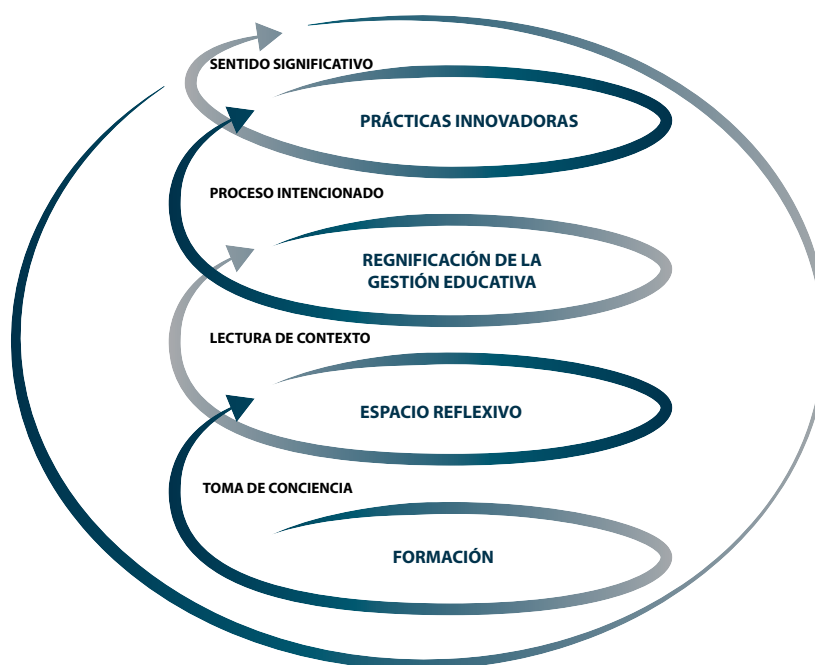 SENTIDO SIGNIFICATIVO
PRÁCTICAS INNOVADORAS
PROCESO INTENCIONADO
REGNIFICACIÓN DE LA
GESTIÓN EDUCATIVA
LECTURA DE CONTEXTO
ESPACIO REFLEXIVO
TOMA DE CONCIENCIA
FORMACIÓN